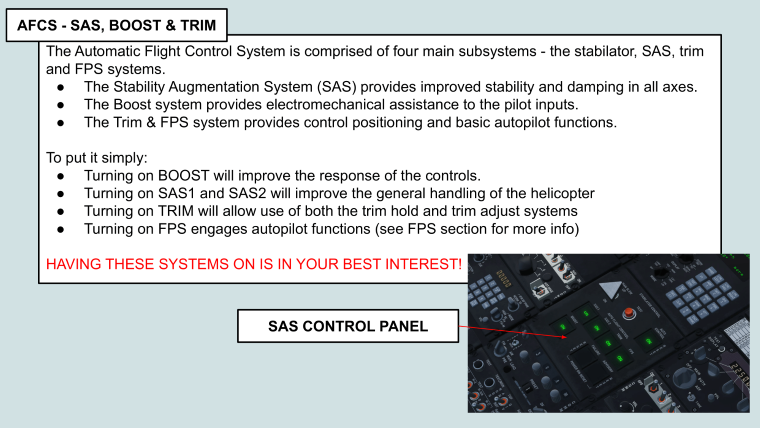 AFCS - SAS, BOOST & TRIM
The Automatic Flight Control System is comprised of four main subsystems - the stabilator, SAS, trim
and FPS systems.
● The Stability Augmentation System (SAS) provides improved stability and damping in all axes.
● The Boost system provides electromechanical assistance to the pilot inputs.
● The Trim & FPS system provides control positioning and basic autopilot functions.
To put it simply:
● Turning on BOOST will improve the response of the controls.
● Turning on SAS1 and SAS2 will improve the general handling of the helicopter
● Turning on TRIM will allow use of both the trim hold and trim adjust systems
● Turning on FPS engages autopilot functions (see FPS section for more info)
HAVING THESE SYSTEMS ON IS IN YOUR BEST INTEREST!
SAS CONTROL PANEL